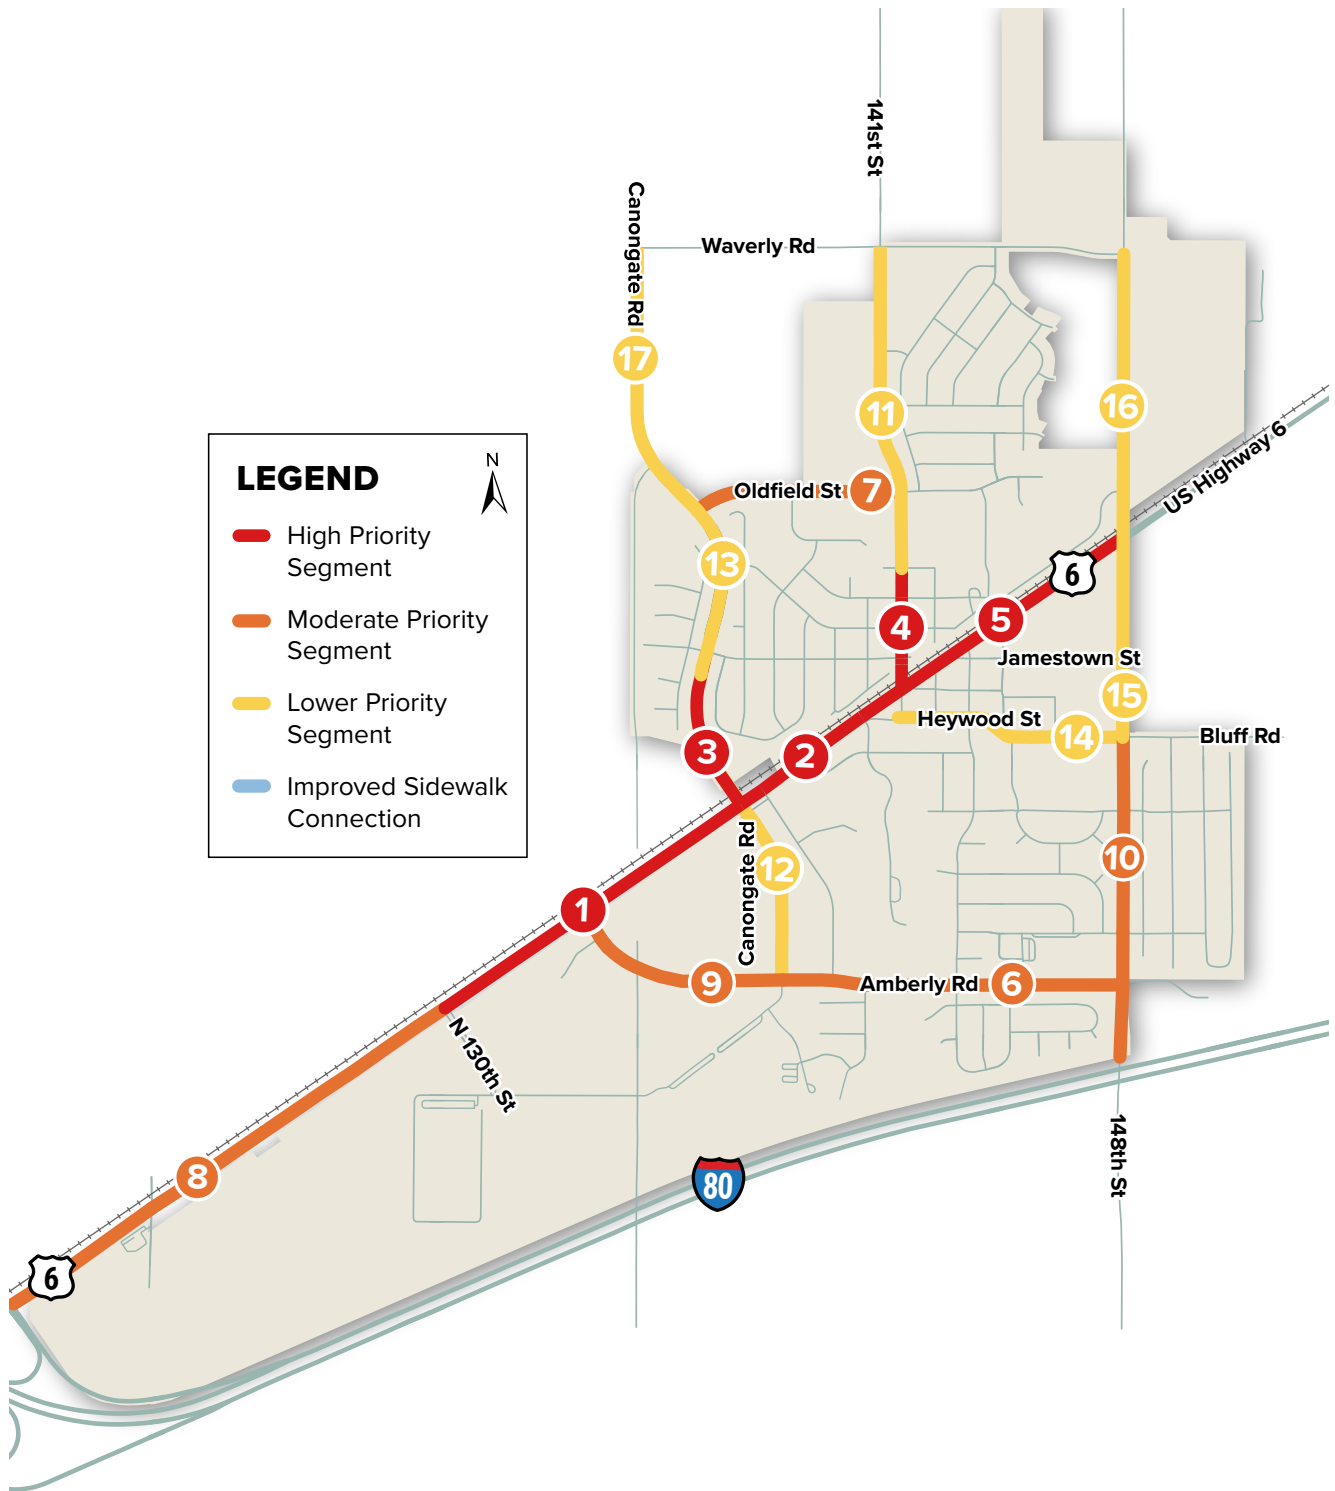 141st St
Canongate Rd
Waverly Rd
17
11
16
US Highway 6
LEGEND
N
High Priority
Segment
Moderate Priority
Segment
Lower Priority
Segment
Improved Sidewalk
Connection
Oldfield St
7
13
6
5
4
Jamestown St
15
Heywood St
14
Bluff Rd
3
2
Canongate Rd
12
10
1
9
Amberly Rd
6
N 130th St
148th St
8
80
6